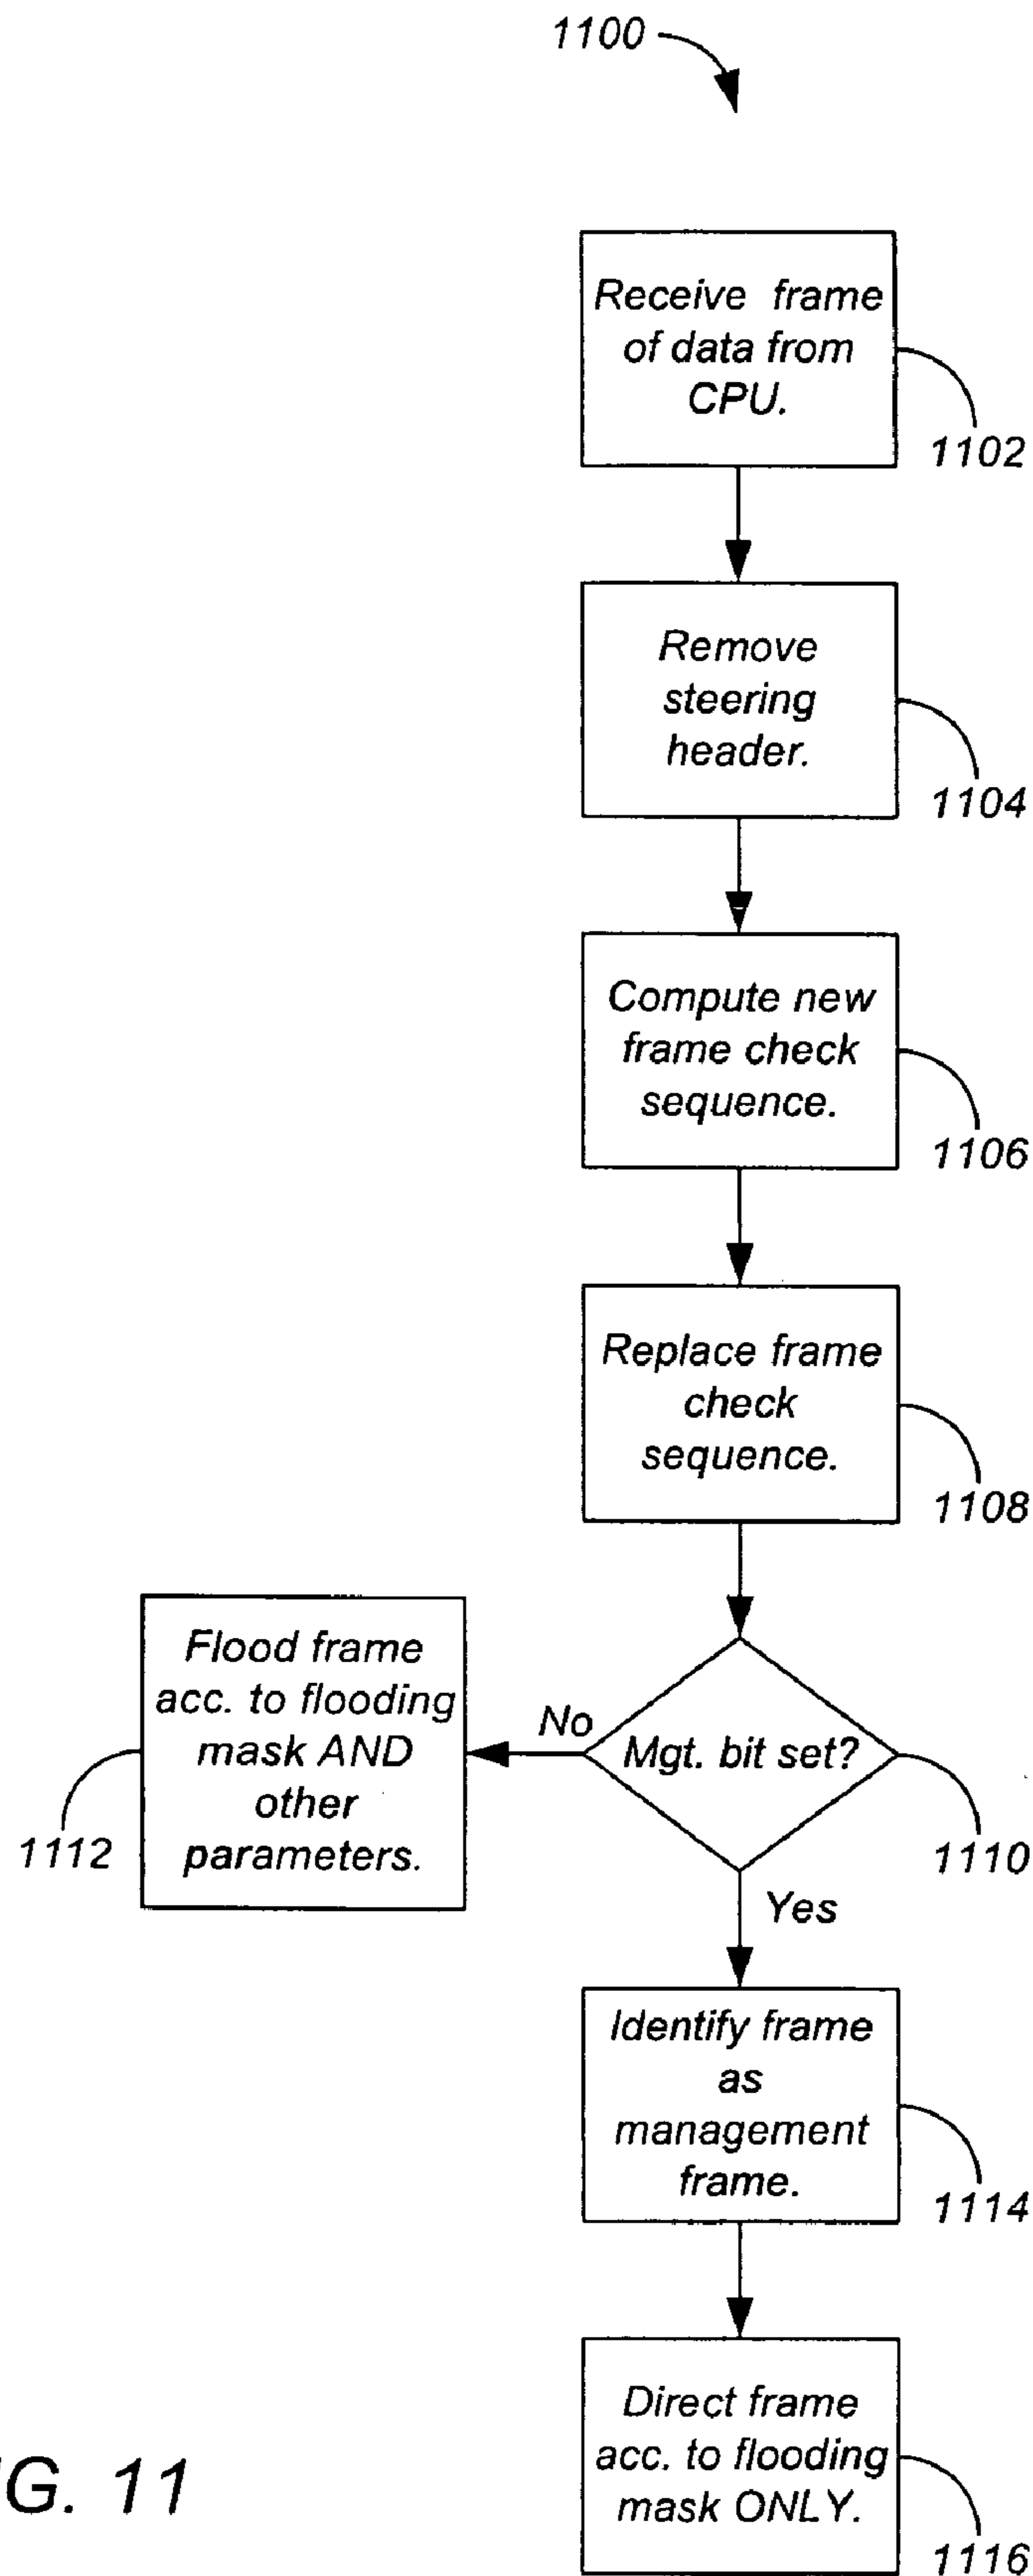 1100
Receive frame
of data from
CPU.
1102
Remove
steering
header.
1104
Compute new
frame check
sequence.
1106
Replace frame
check
sequence.
1108
Flood frame
acc. to flooding
mask AND
other
parameters.
1112
No
Mgt. bit set?
1110
Yes
Identify frame
as
management
frame.
1114
Direct frame
acc. to flooding
mask ONLY.
1116
G. 11